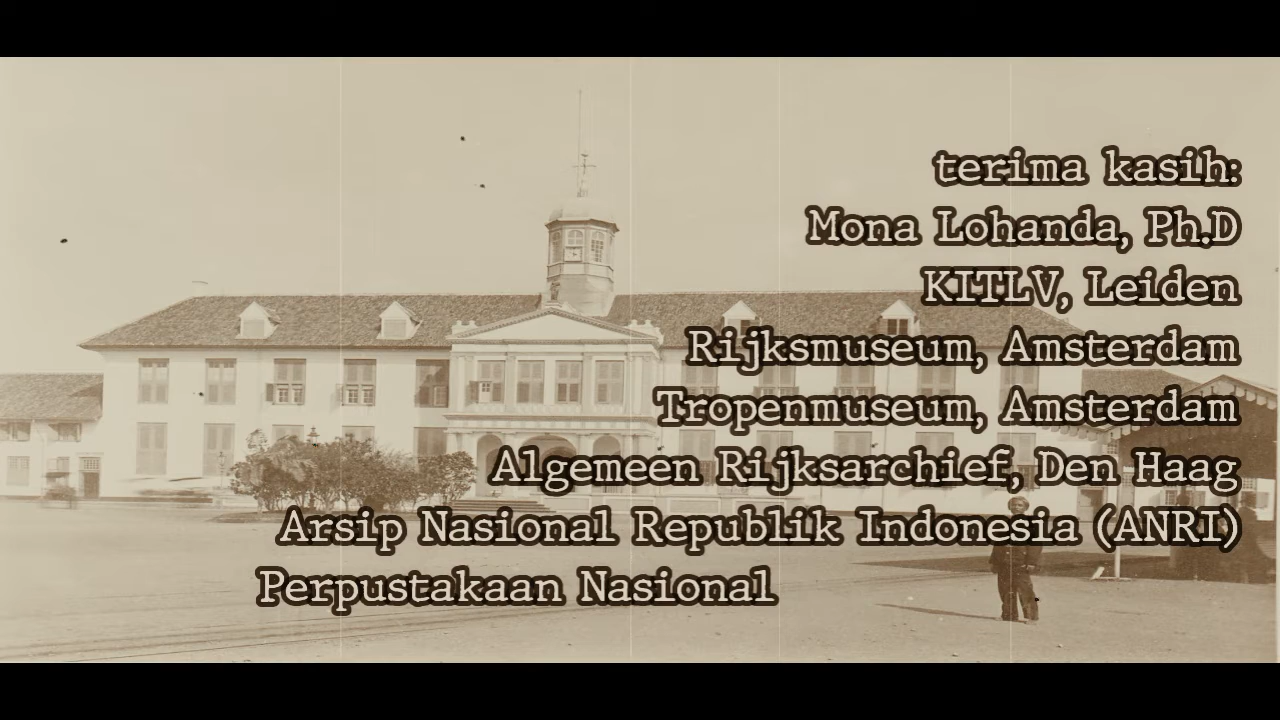 terima kasih:
Mona Lohanda, Ph.D
KITLV, Leiden
Rijksmuseum, Amsterdam
Tropenmuseum, Amsterdam
Algemeen Rijksarchief, Den Haag
Arsip Nasional Republik Indonesia (ANRI)
Perpustakaan Nasional